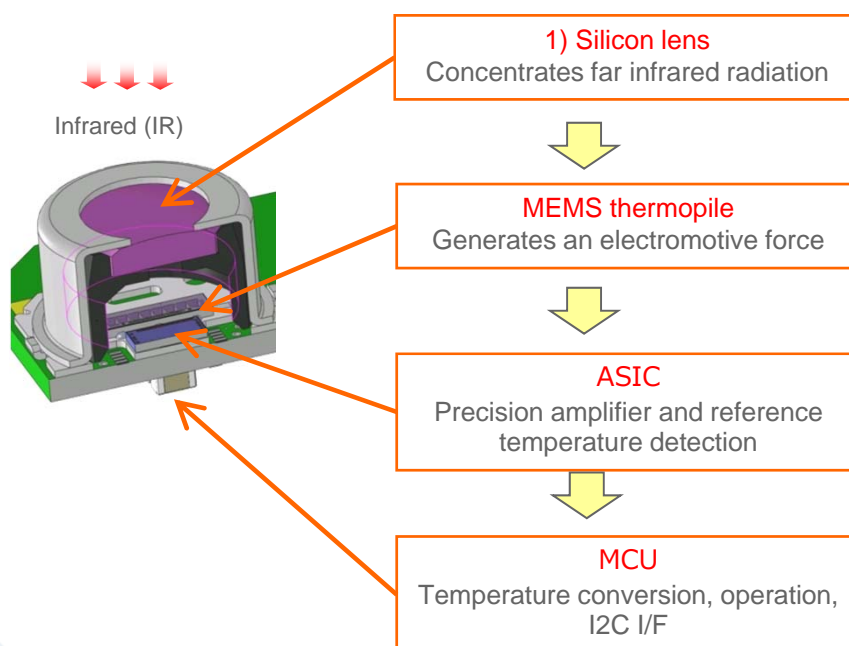 1) Silicon lens
Concentrates far infrared radiation
Infrared (IR)
MEMS thermopile
Generates an electromotive force
ASIC
Precision amplifier and reference
temperature detection
MCU
Temperature conversion, operation,
I2C I/F